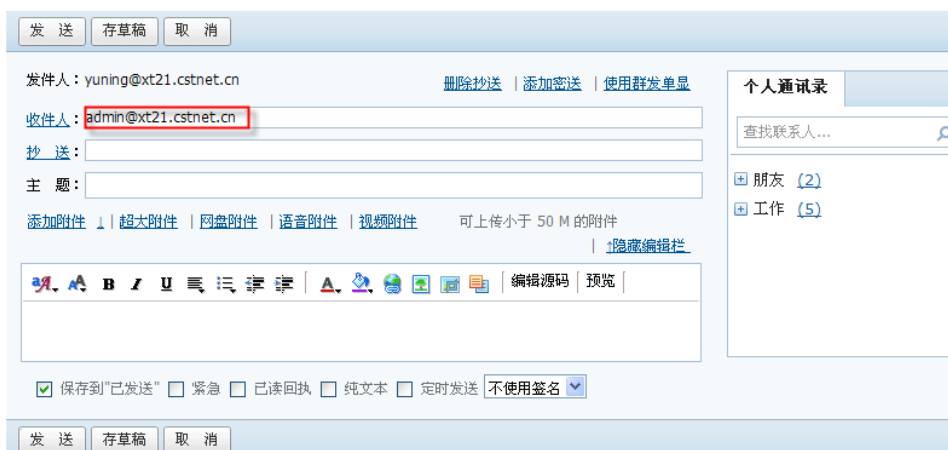 发 送 存草稿 取 消
发件人：yuning@xt21.cstnet.cn 删除抄送 | 添加密送 | 使用群发单显
收件人：admin@xt21.cstnet.cn
抄 送：
主 题：
添加附件 ↓ | 超大附件 | 网盘附件 | 语音附件 | 视频附件 可上传小于 50 M 的附件
| ↑隐藏编辑栏
B I U A 编辑源码 预览
保存到"已发送" 紧急 已读回执 纯文本 定时发送 不使用签名
发 送 存草稿 取 消
个人通讯录
查找联系人...
朋友 (2)
工作 (5)